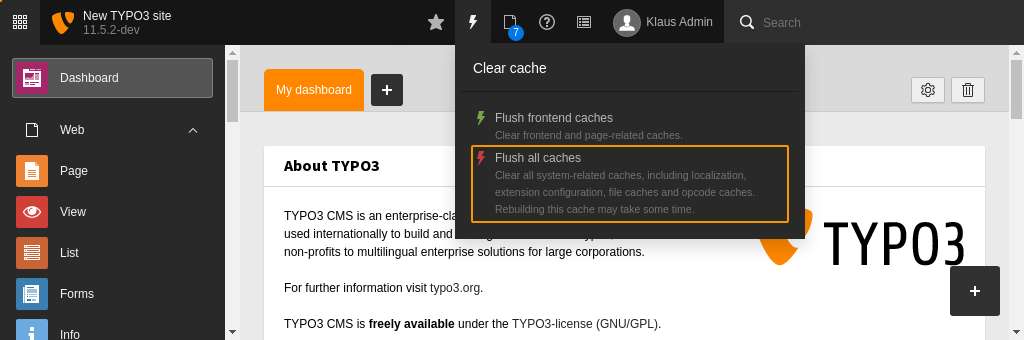 New TYPO3 site
11.5.2-dev
7
Klaus Admin
Search
Dashboard
Web
Page
View
List
Forms
Info
My dashboard
+
Clear cache
Flush frontend caches
Clear frontend and page-related caches.
Flush all caches
Clear all system-related caches, including localization,
extension configuration, file caches and opcode caches.
Rebuilding this cache may take some time.
About TYPO3
TYPO3 CMS is an enterprise-cla
used internationally to build and
non-profits to multilingual enterprise solutions for large corporations.
For further information visit typo3.org.
TYPO3 CMS is freely available under the TYPO3-license (GNU/GPL).
TYPO3
+